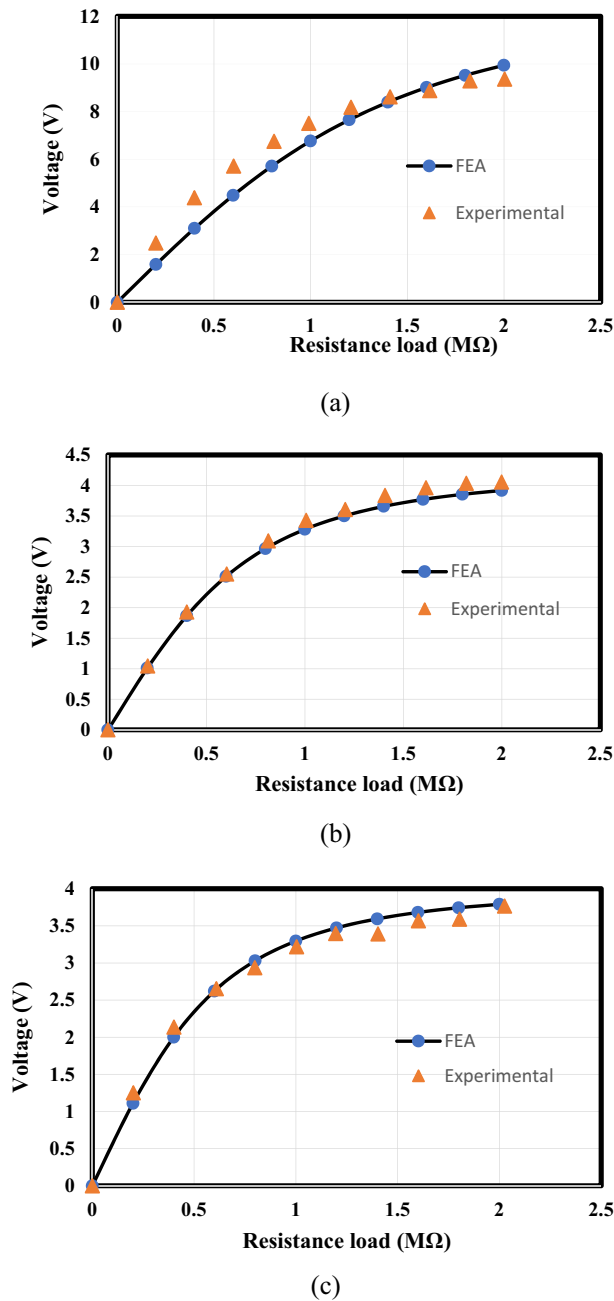 12
10
8
6
4
2
0
Voltage (V)
FEA
Experimental
0 0.5 1 1.5 2 2.5
Resistance load (MΩ)
(a)
4.5
4
3.5
3
2.5
2
1.5
1
0.5
0
Voltage (V)
FEA
Experimental
0 0.5 1 1.5 2 2.5
Resistance load (MΩ)
(b)
4
3.5
3
2.5
2
1.5
1
0.5
0
Voltage (V)
FEA
Experimental
0 0.5 1 1.5 2 2.5
Resistance load (MΩ)
(c)